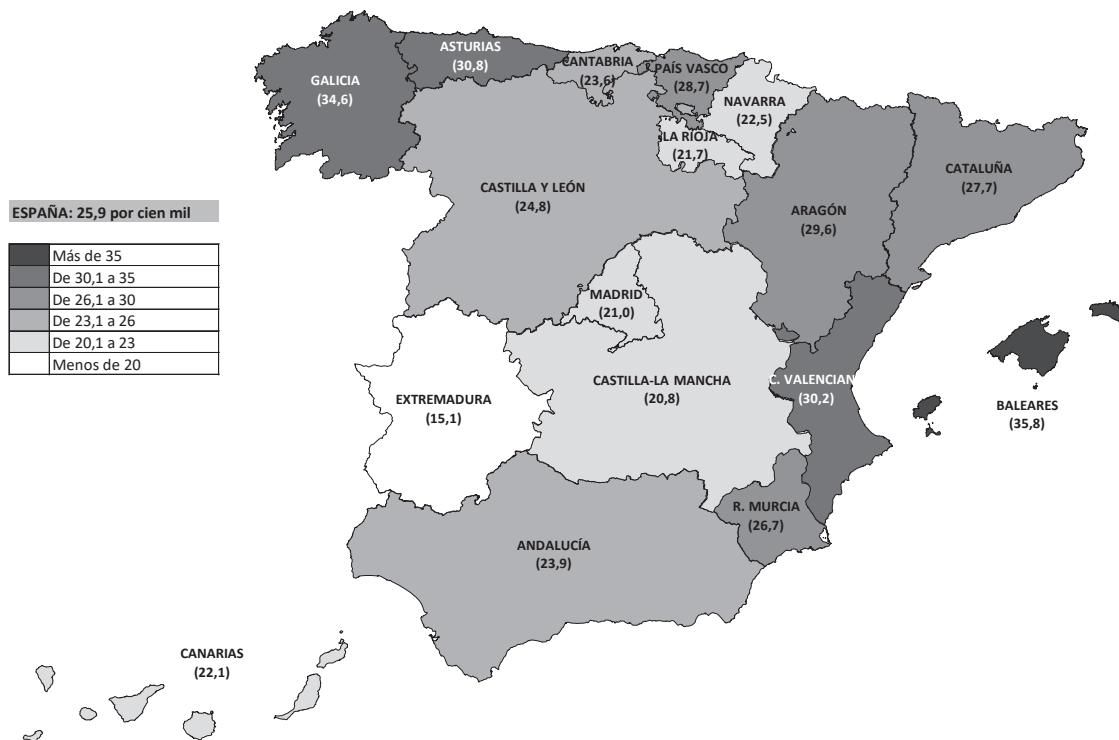 ASTURIAS
(30,8)
CANTABRIA
(23,6)
PAÍS VASCO
(28,7)
GALICIA
(34,6)
NAVARRA
(22,5)
LA RIOJA
(21,7)
CATALUÑA
(27,7)
CASTILLA Y LEÓN
(24,8)
ARAGÓN
(29,6)
ESPAÑA: 25,9 por cien mil
Más de 35
De 30,1 a 35
De 26,1 a 30
De 23,1 a 26
De 20,1 a 23
Menos de 20
MADRID
(21,0)
CASTILLA-LA MANCHA
(20,8)
C. VALENCIAN
(30,2)
EXTREMADURA
(15,1)
BALEARES
(35,8)
R. MURCIA
(26,7)
ANDALUCÍA
(23,9)
CANARIAS
(22,1)